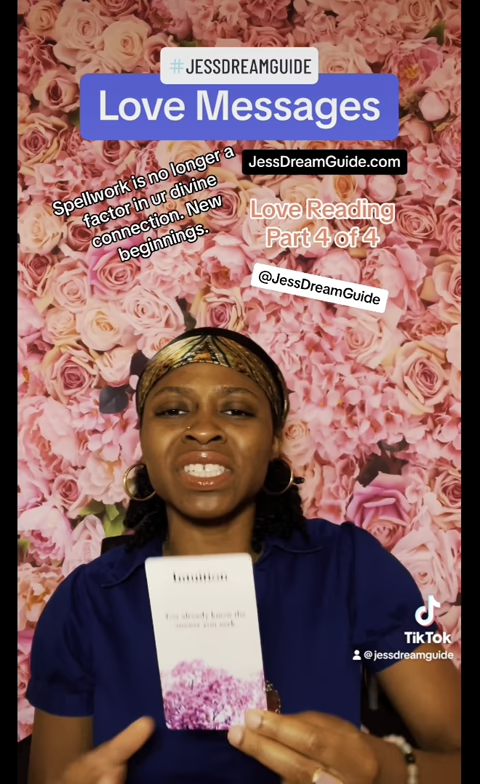 #JESSDREAMGUIDE
Love Messages
JessDreamGuide.com
Spellwork is no longer a
factor in ur divine
connection. New
beginnings.
Love Reading
Part 4 of 4
@JessDreamGuide
Intuition
You already know the
answer you seek
TikTok
@jessdreamguide